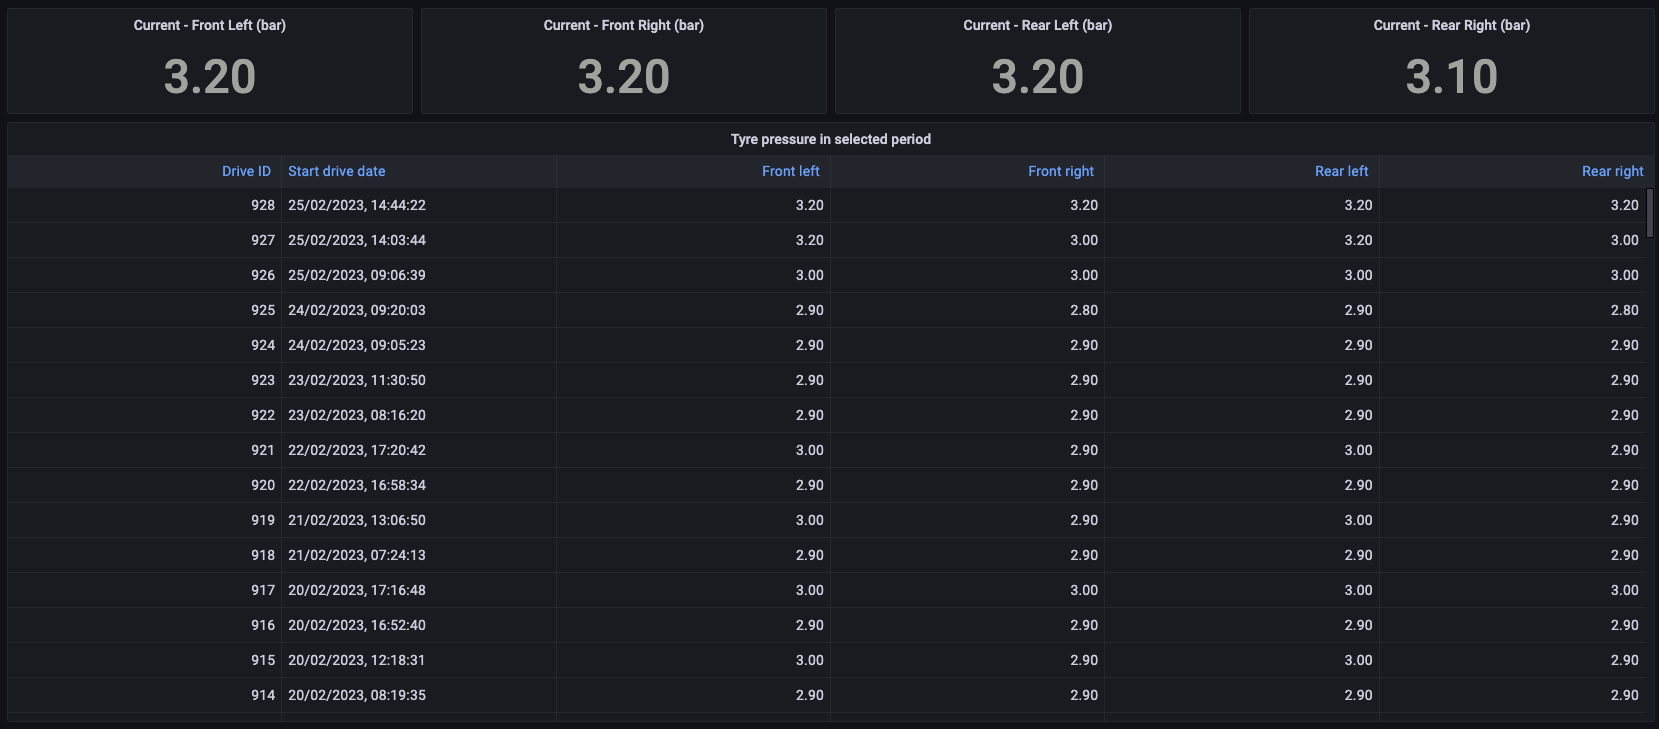 Current - Front Left (bar) Current - Front Right (bar) Current - Rear Left (bar) Current - Rear Right (bar)
3.20 3.20 3.20 3.10
Tyre pressure in selected period
Drive ID Start drive date Front left Front right Rear left Rear right
928 25/02/2023, 14:44:22 3.20 3.20 3.20 3.20
927 25/02/2023, 14:03:44 3.20 3.00 3.20 3.00
926 25/02/2023, 09:06:39 3.00 3.00 3.00 3.00
925 24/02/2023, 09:20:03 2.90 2.80 2.90 2.80
924 24/02/2023, 09:05:23 2.90 2.90 2.90 2.90
923 23/02/2023, 11:30:50 2.90 2.90 2.90 2.90
922 23/02/2023, 08:16:20 2.90 2.90 2.90 2.90
921 22/02/2023, 17:20:42 3.00 2.90 3.00 2.90
920 22/02/2023, 16:58:34 2.90 2.90 2.90 2.90
919 21/02/2023, 13:06:50 3.00 2.90 3.00 2.90
918 21/02/2023, 07:24:13 2.90 2.90 2.90 2.90
917 20/02/2023, 17:16:48 3.00 3.00 3.00 3.00
916 20/02/2023, 16:52:40 2.90 2.90 2.90 2.90
915 20/02/2023, 12:18:31 3.00 2.90 3.00 2.90
914 20/02/2023, 08:19:35 2.90 2.90 2.90 2.90